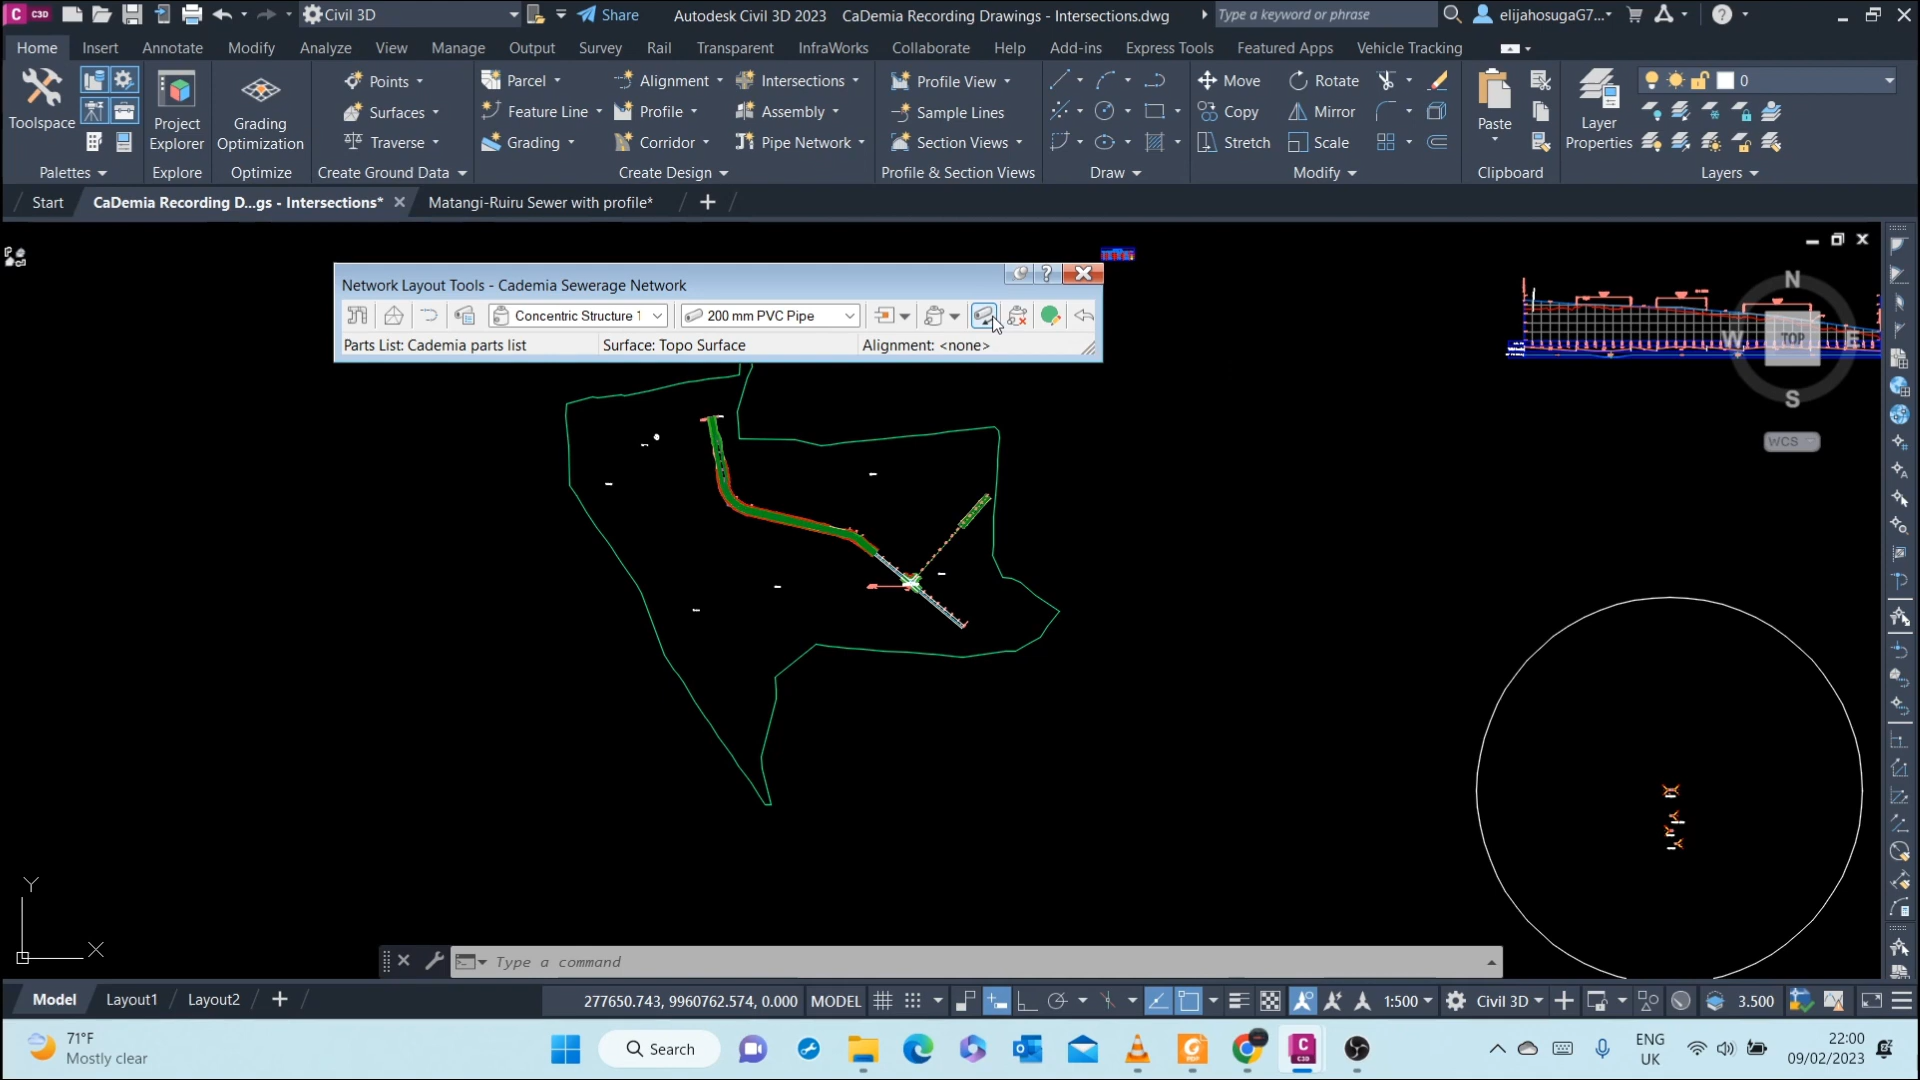 C C3D Civil 3D Share Autodesk Civil 3D 2023 CaDemia Recording Drawings - Intersections.dwg Type a keyword or phrase elijahosugaG7...
Home Insert Annotate Modify Analyze View Manage Output Survey Rail Transparent InfraWorks Collaborate Help Add-ins Express Tools Featured Apps Vehicle Tracking
Points Parcel Alignment Intersections Profile View Move Rotate 0
Toolspace Project Explorer Grading Optimization Surfaces Feature Line Profile Assembly Sample Lines Copy Mirror Paste Layer Properties
Traverse Grading Corridor Pipe Network Section Views Stretch Scale
Palettes Explore Optimize Create Ground Data Create Design Profile & Section Views Draw Modify Clipboard Layers
Start CaDemia Recording D...gs - Intersections* Matangi-Ruiru Sewer with profile*
Network Layout Tools - Cademia Sewerage Network
Concentric Structure 1 200 mm PVC Pipe
Parts List: Cademia parts list Surface: Topo Surface Alignment: <none>
N
W TOP E
S
WCS
Y
X
Type a command
Model Layout1 Layout2 277650.743, 9960762.574, 0.000 MODEL 1:500 Civil 3D 3.500
71°F
Mostly clear
Search
ENG
UK
22:00
09/02/2023